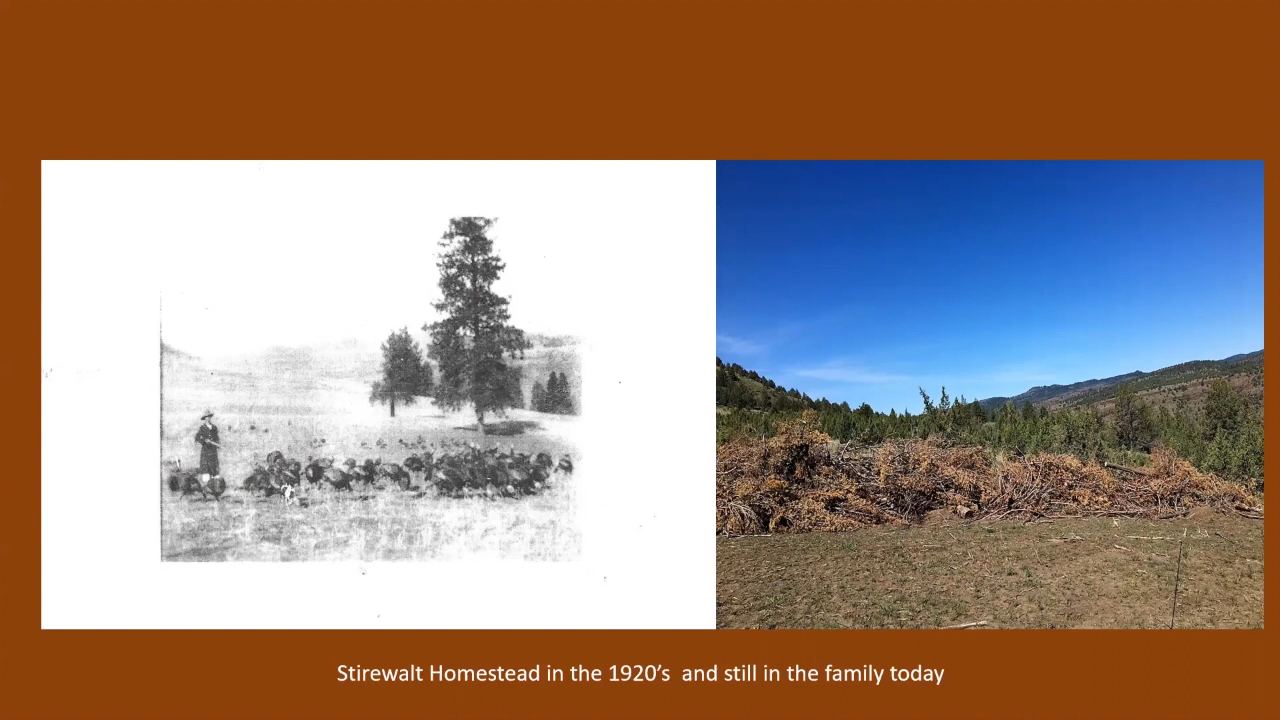 Stirewalt Homestead in the 1920’s  and still in the family today